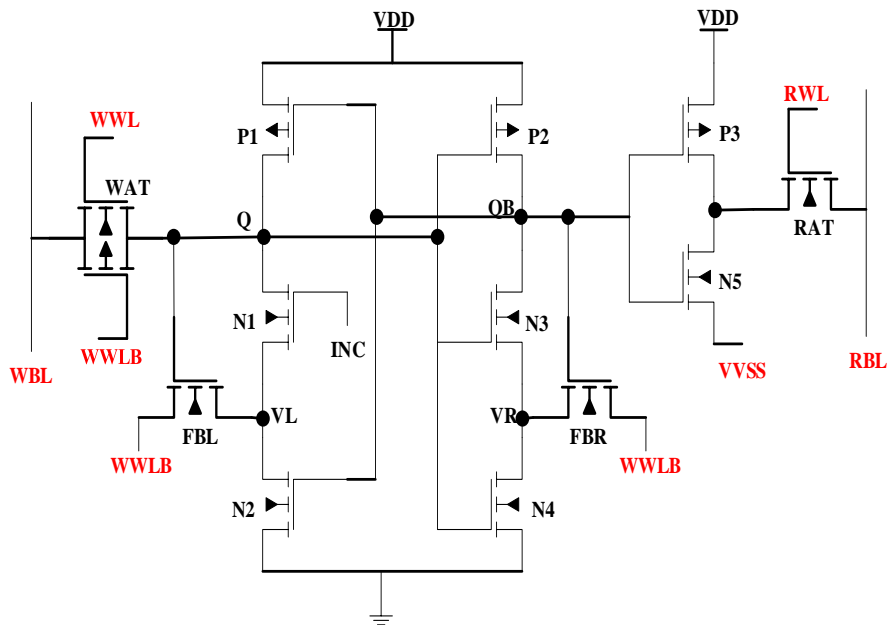 VDD
VDD
WWL
RWL
P1
P2
P3
WAT
Q
QB
RAT
N5
N1
N3
INC
WWLB
WBL
VVSS
RBL
VL
VR
FBL
FBR
WWLB
WWLB
N2
N4